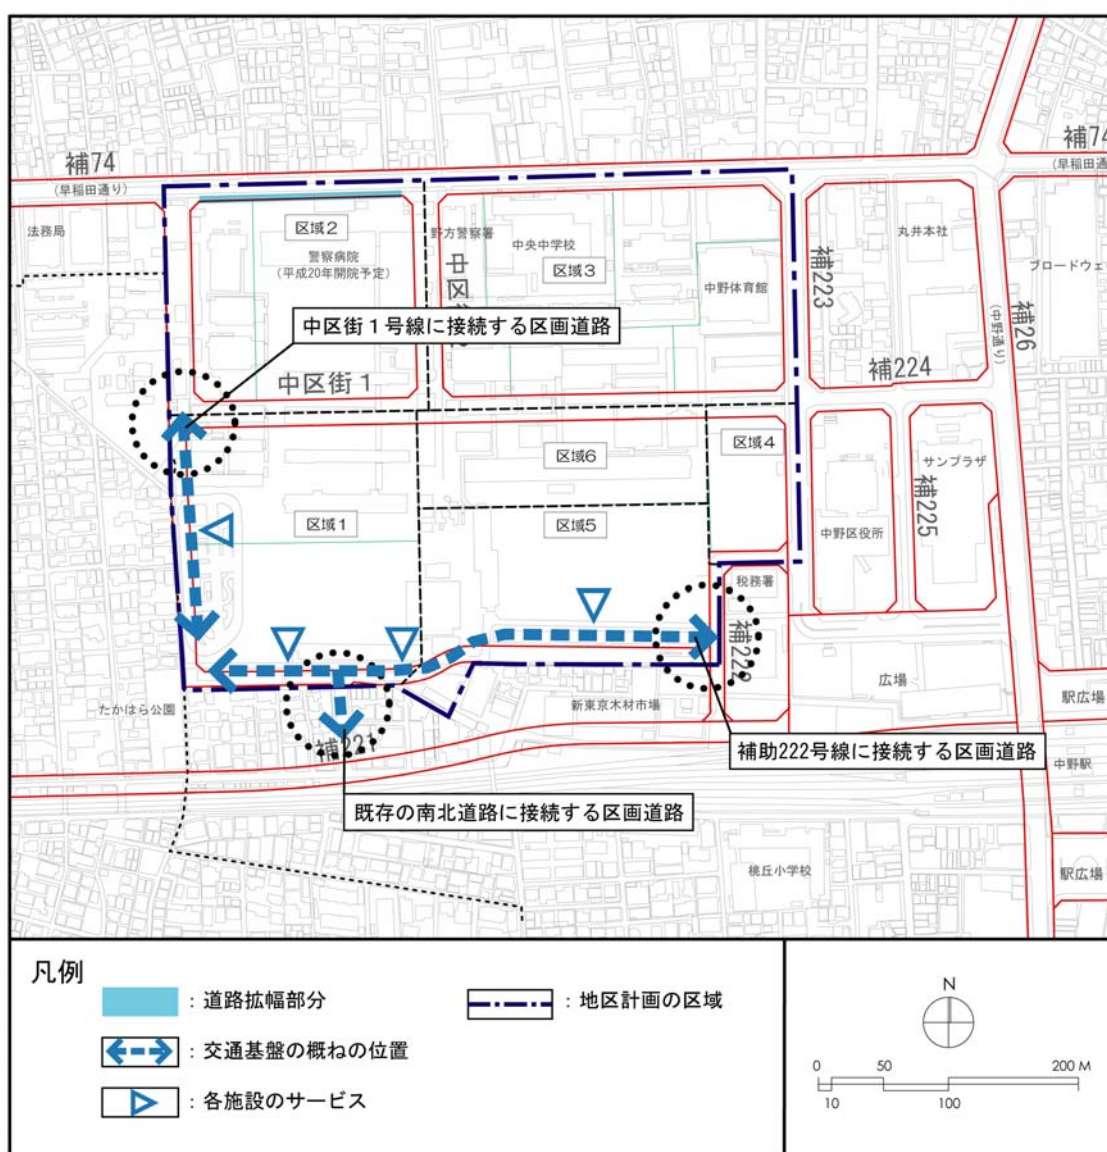 補74
(早稲田通り)
補74
(早稲田通
法務局
区域2
警察病院
(平成20年開院予定)
野方警察署
中央中学校
区域3
中野体育館
補223
丸井本社
ブロードウェ
(中野通り)
補26
中区街
中区街1号線に接続する区画道路
中区街1
補224
区域4
区域6
サンプラザ
区域1
区域5
中野区役所
補225
税務署
補222
たかはら公園
補221
新東京木材市場
広場
駅広場
補助222号線に接続する区画道路
中野駅
既存の南北道路に接続する区画道路
桃丘小学校
駅広場
凡例
:道路拡幅部分
:地区計画の区域
:交通基盤の概ねの位置
:各施設のサービス
N
0 50 200 M
10 100